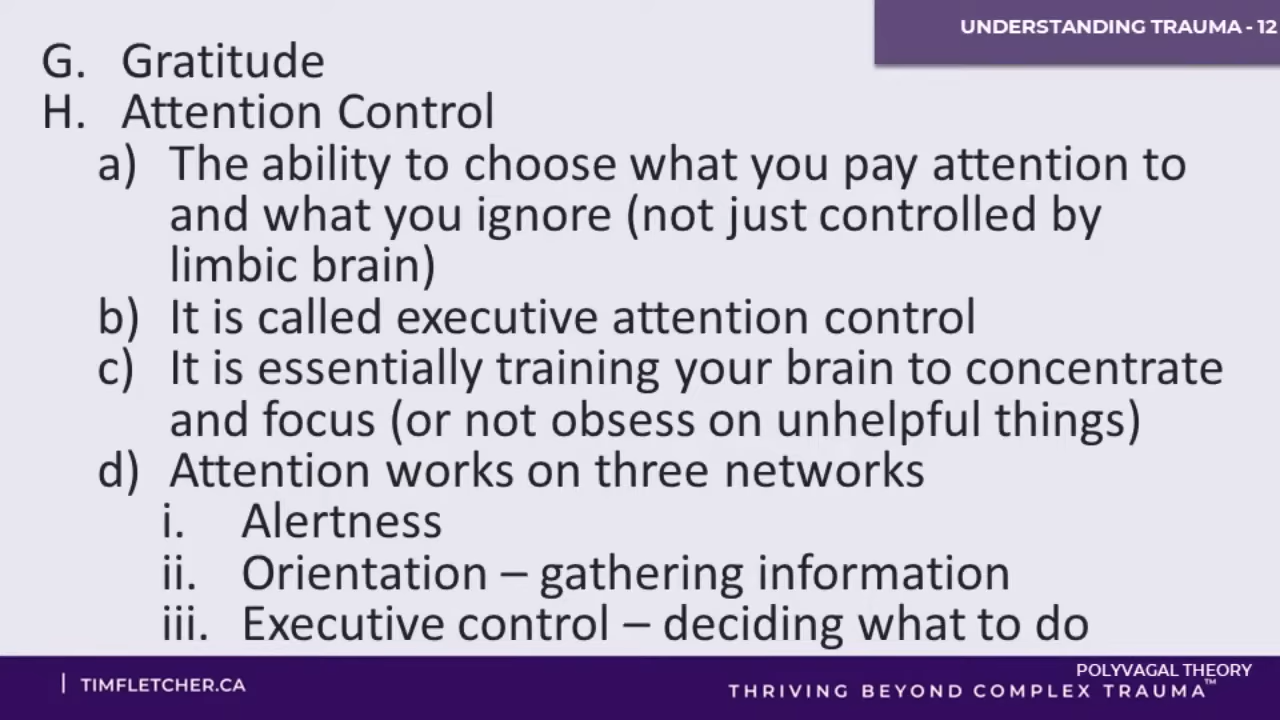 UNDERSTANDING TRAUMA - 12
G. Gratitude
H. Attention Control
a) The ability to choose what you pay attention to
and what you ignore (not just controlled by
limbic brain)
b) It is called executive attention control
c) It is essentially training your brain to concentrate
and focus (or not obsess on unhelpful things)
d) Attention works on three networks
i. Alertness
ii. Orientation – gathering information
iii. Executive control – deciding what to do
| TIMFLETCHER.CA
POLYVAGAL THEORY
THRIVING BEYOND COMPLEX TRAUMA™